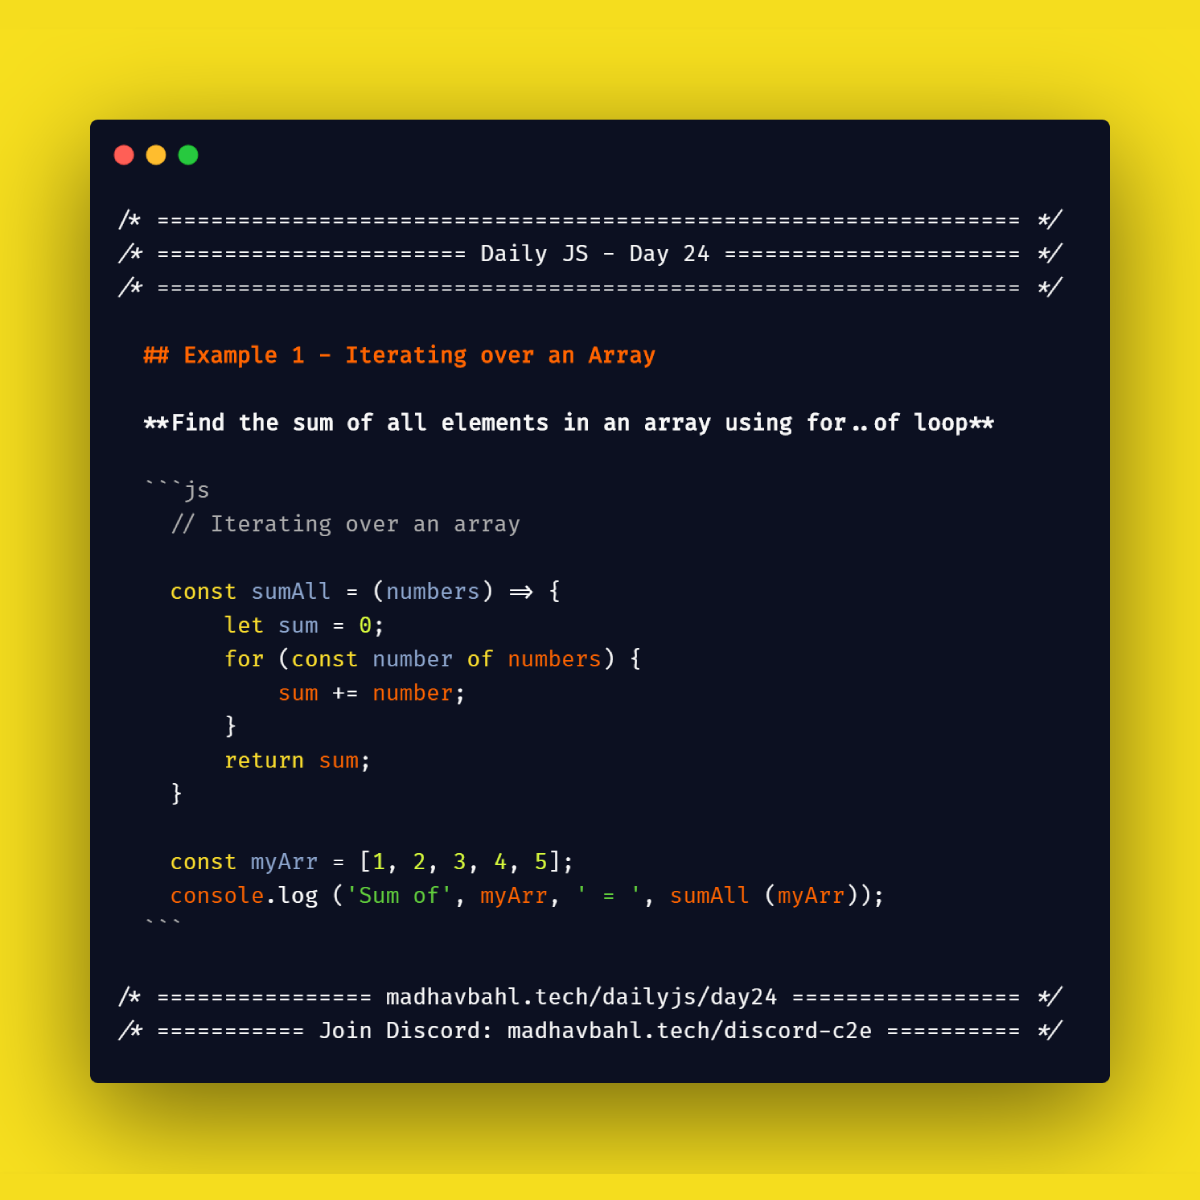 /* ================================================================ */
/* ======================= Daily JS - Day 24 ====================== */
/* ================================================================ */
## Example 1 - Iterating over an Array
**Find the sum of all elements in an array using for..of loop**
```js
// Iterating over an array
const sumAll = (numbers) => {
let sum = 0;
for (const number of numbers) {
sum += number;
}
return sum;
}
const myArr = [1, 2, 3, 4, 5];
console.log ('Sum of', myArr, ' = ', sumAll (myArr));
```
/* ================ madhavbahl.tech/dailyjs/day24 ================= */
/* =========== Join Discord: madhavbahl.tech/discord-c2e ========== */